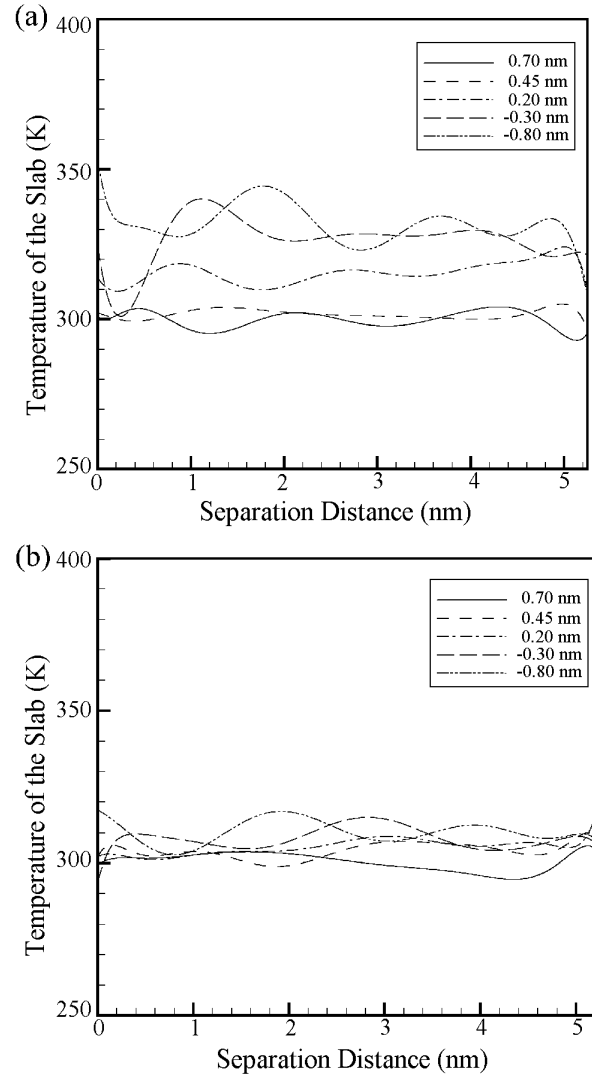 (a)
400
350
300
250
Temperature of the Slab (K)
0.70 nm
0.45 nm
0.20 nm
-0.30 nm
-0.80 nm
0 1 2 3 4 5
Separation Distance (nm)
(b)
400
350
300
250
Temperature of the Slab (K)
0.70 nm
0.45 nm
0.20 nm
-0.30 nm
-0.80 nm
0 1 2 3 4 5
Separation Distance (nm)